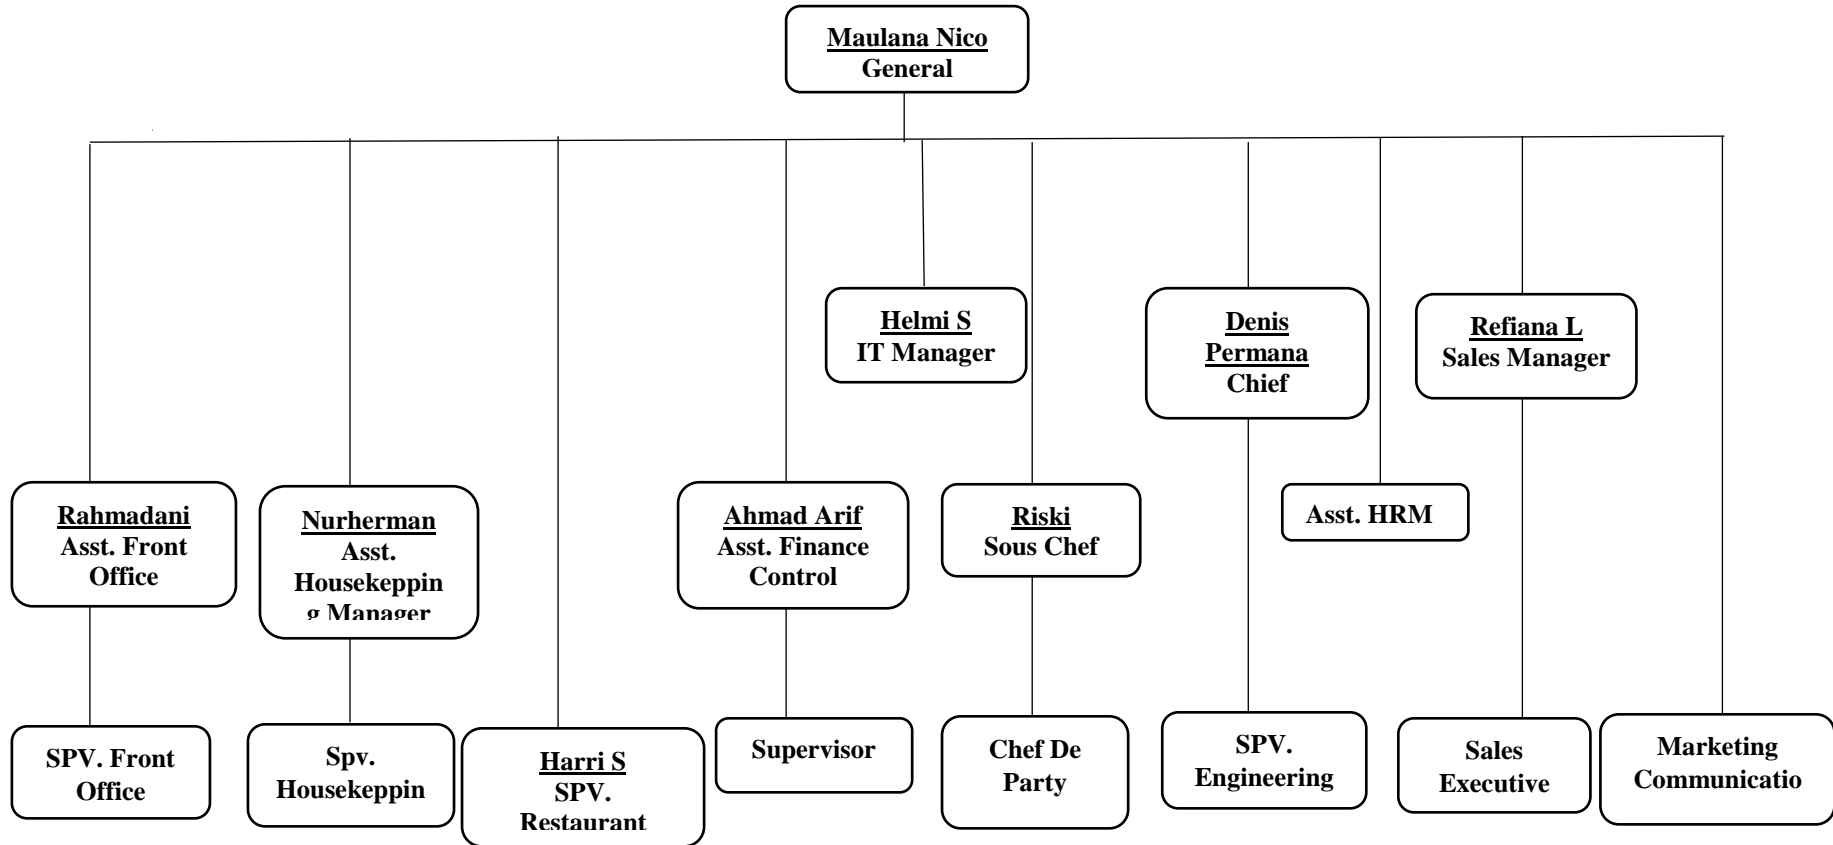 Maulana Nico
General
Helmi S
IT Manager
Denis
Permana
Chief
Refiana L
Sales Manager
Rahmadani
Asst. Front
Office
Nurherman
Asst.
Housekeppin
g Manager
Ahmad Arif
Asst. Finance
Control
Riski
Sous Chef
Asst. HRM
SPV. Front
Office
Spv.
Housekeppin
Harri S
SPV.
Restaurant
Supervisor
Chef De
Party
SPV.
Engineering
Sales
Executive
Marketing
Communicatio